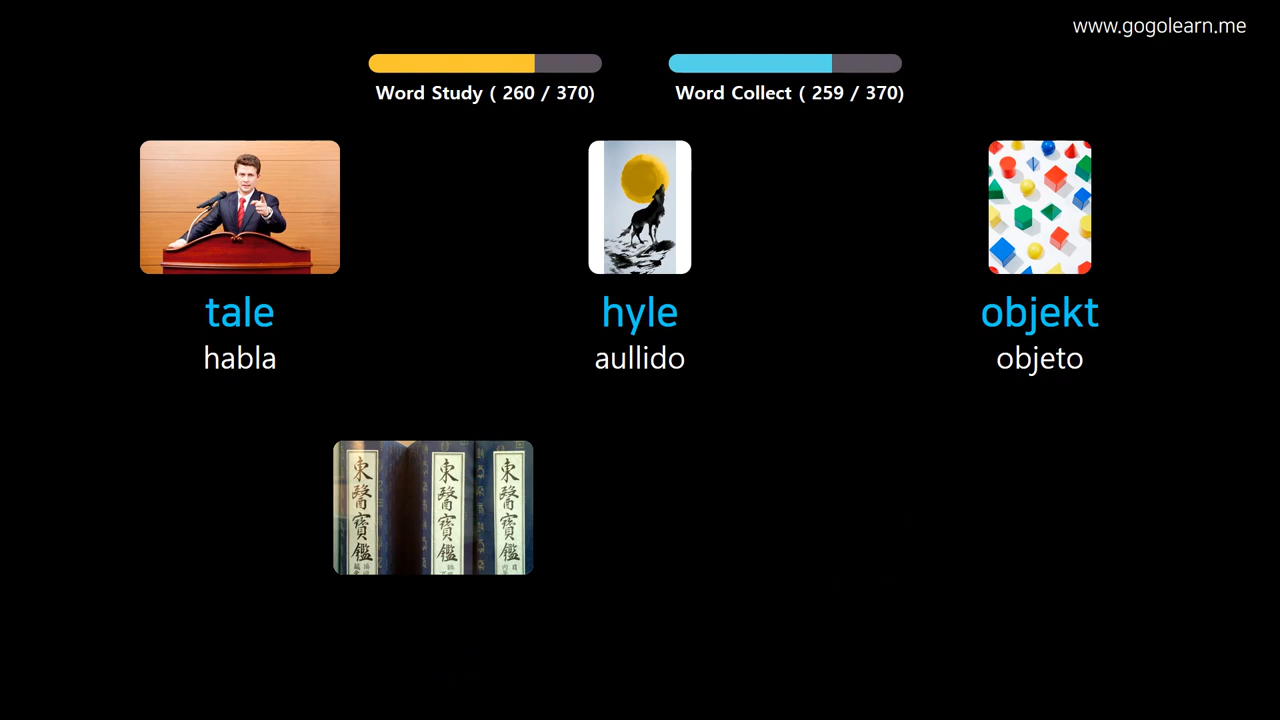 www.gogolearn.me
Word Study ( 260 / 370)
Word Collect ( 259 / 370)
tale
habla
hyle
aullido
objekt
objeto
東醫寶鑑
東醫寶鑑
東醫寶鑑